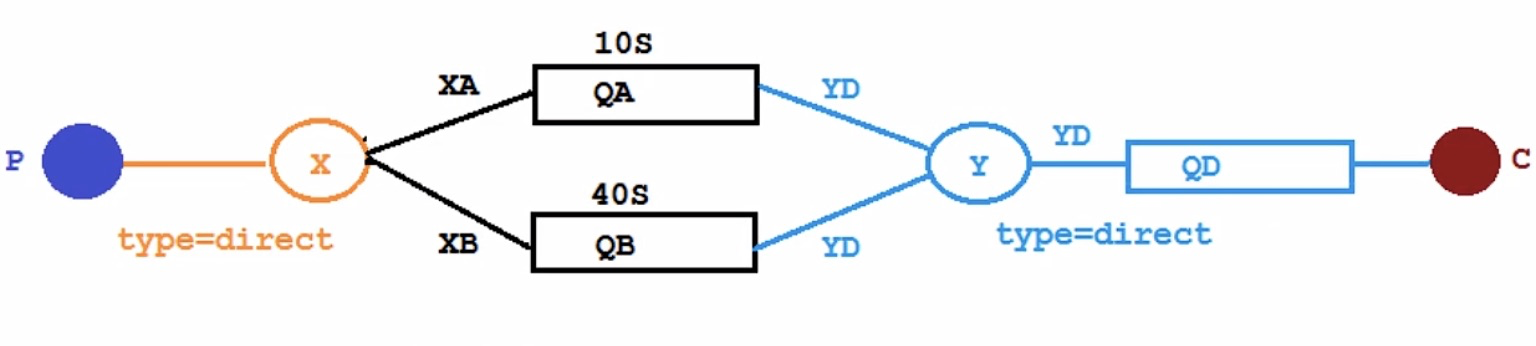 P
type=direct
X
XA
XB
10S
QA
40S
QB
YD
YD
Y
type=direct
YD
QD
C